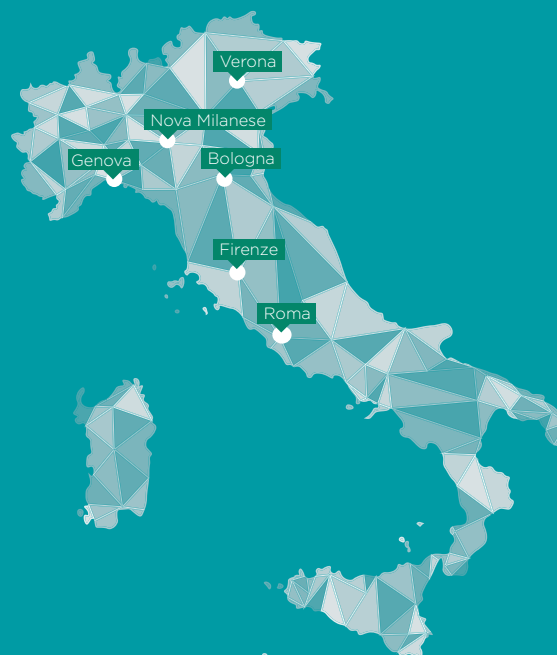 Verona
Nova Milanese
Genova
Bologna
Firenze
Roma